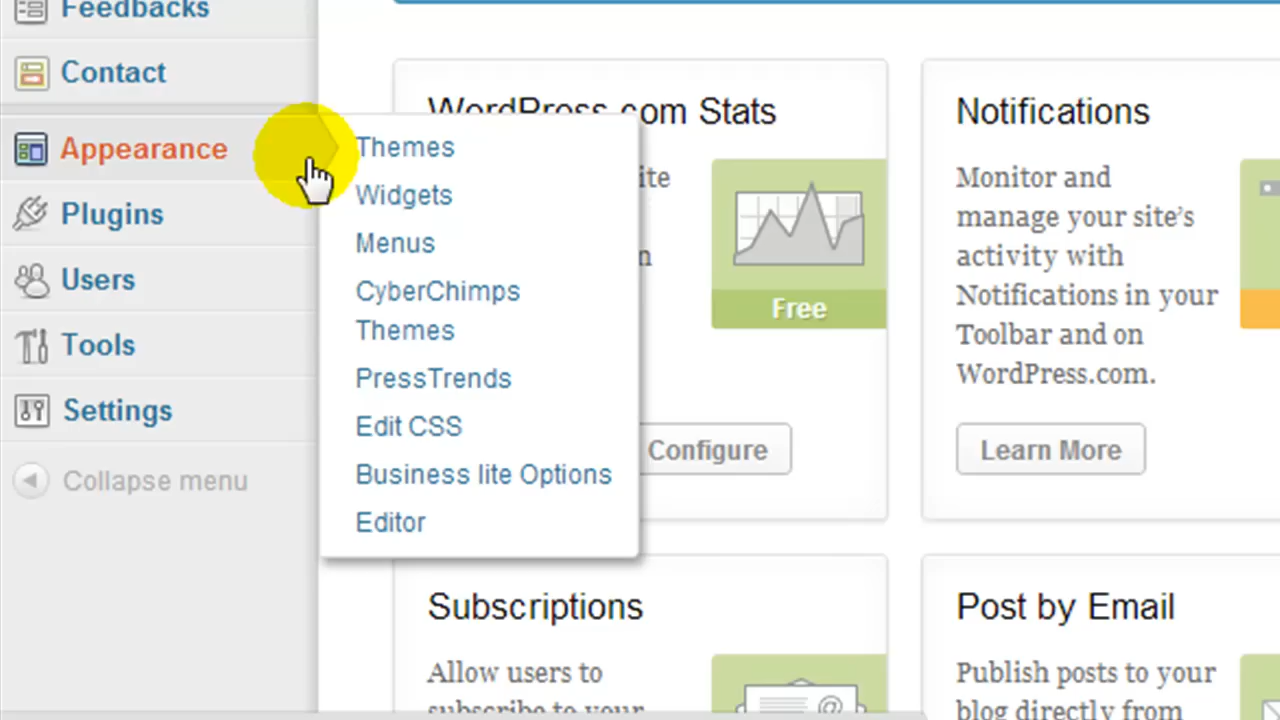 Feedbacks
Contact
Appearance
Plugins
Users
Tools
Settings
Collapse menu
Themes
Widgets
Menus
CyberChimps
Themes
PressTrends
Edit CSS
Business lite Options
Editor
WordPress.com Stats
Free
Configure
Notifications
Monitor and
manage your site's
activity with
Notifications in your
Toolbar and on
WordPress.com.
Learn More
Subscriptions
Allow users to
subscribe to your
@
Post by Email
Publish posts to your
blog directly from